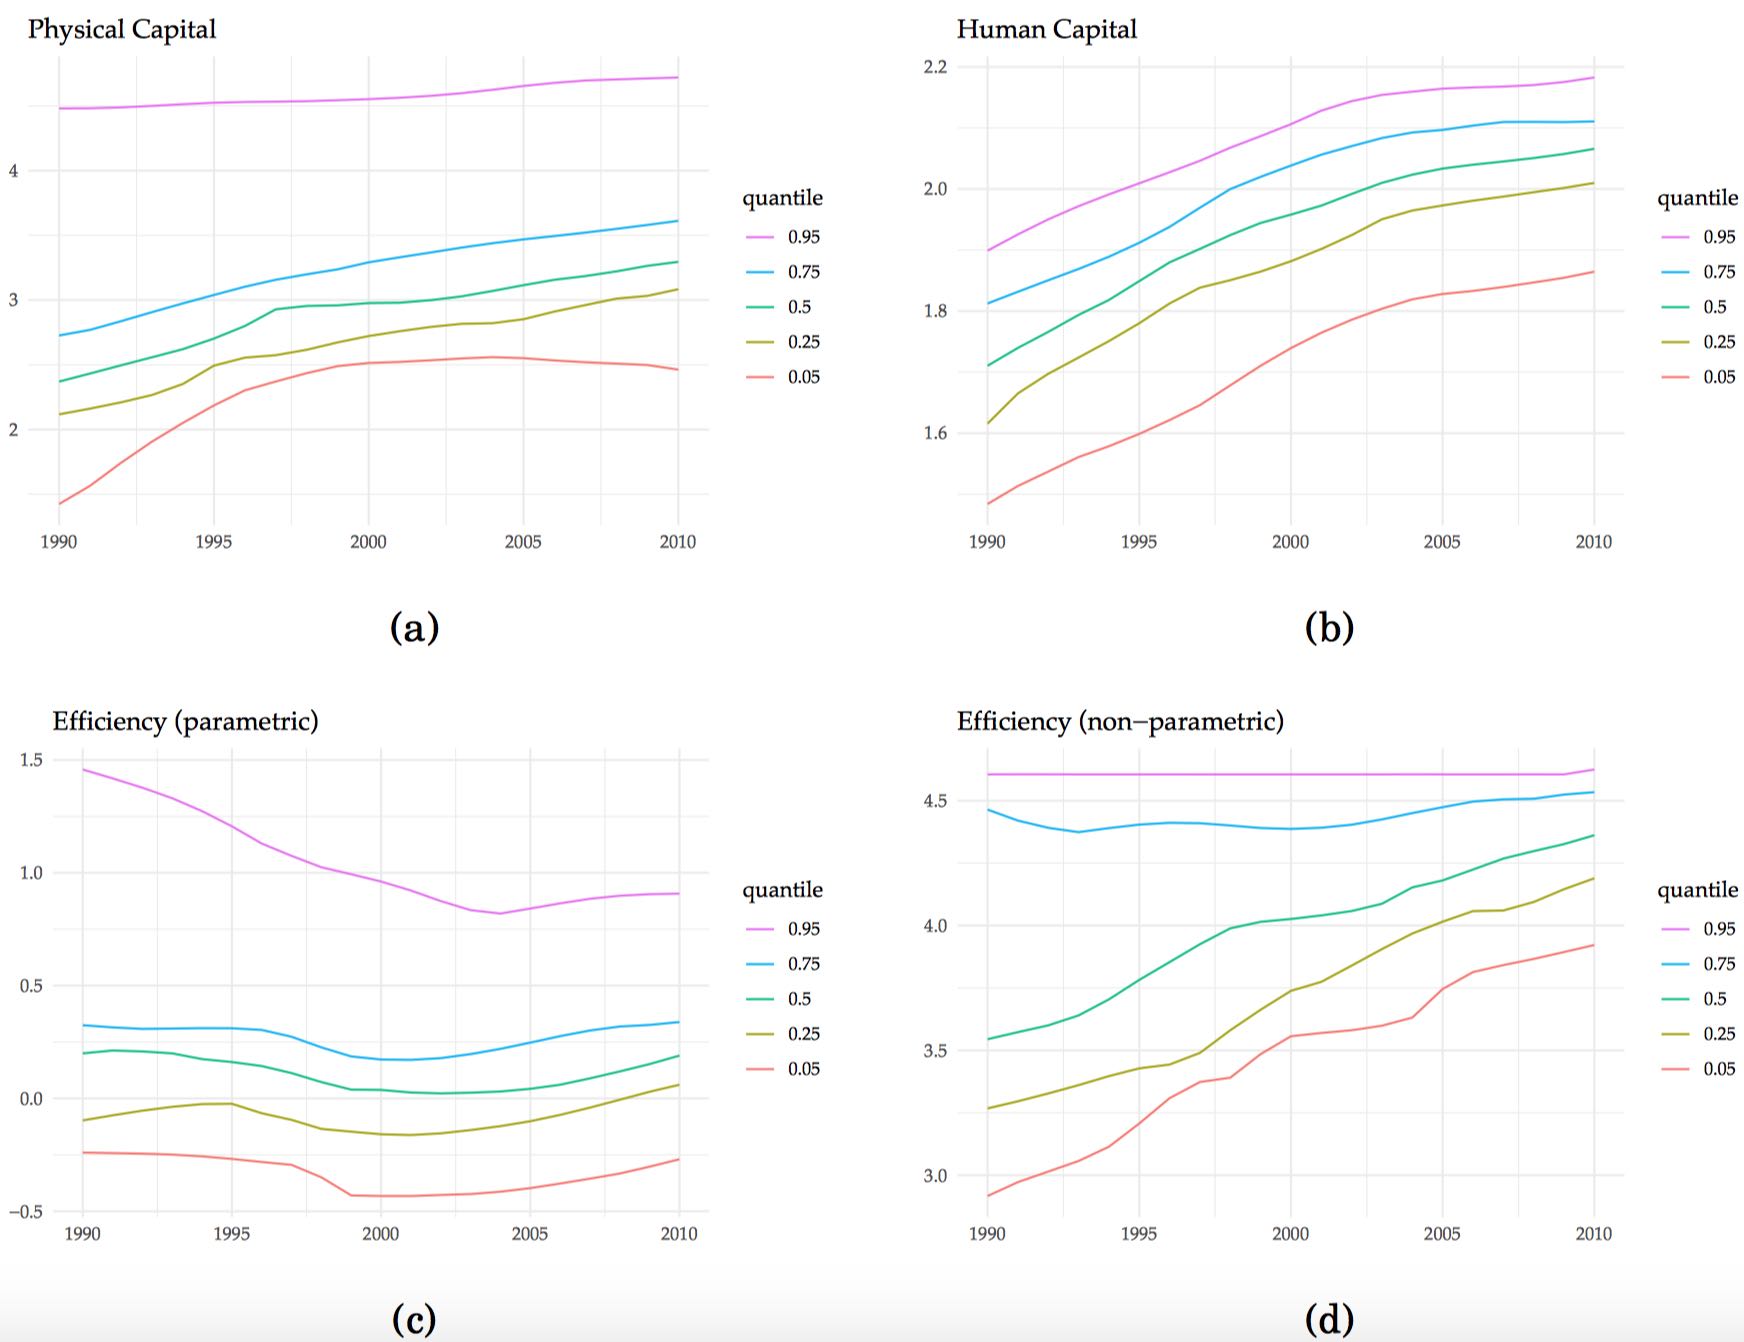 Physical Capital
4
3
2
1990 1995 2000 2005 2010
quantile
0.95
0.75
0.5
0.25
0.05
(a)
Human Capital
2.2
2.0
1.8
1.6
1990 1995 2000 2005 2010
quantile
0.95
0.75
0.5
0.25
0.05
(b)
Efficiency (parametric)
1.5
1.0
0.5
0.0
−0.5
1990 1995 2000 2005 2010
quantile
0.95
0.75
0.5
0.25
0.05
(c)
Efficiency (non−parametric)
4.5
4.0
3.5
3.0
1990 1995 2000 2005 2010
quantile
0.95
0.75
0.5
0.25
0.05
(d)